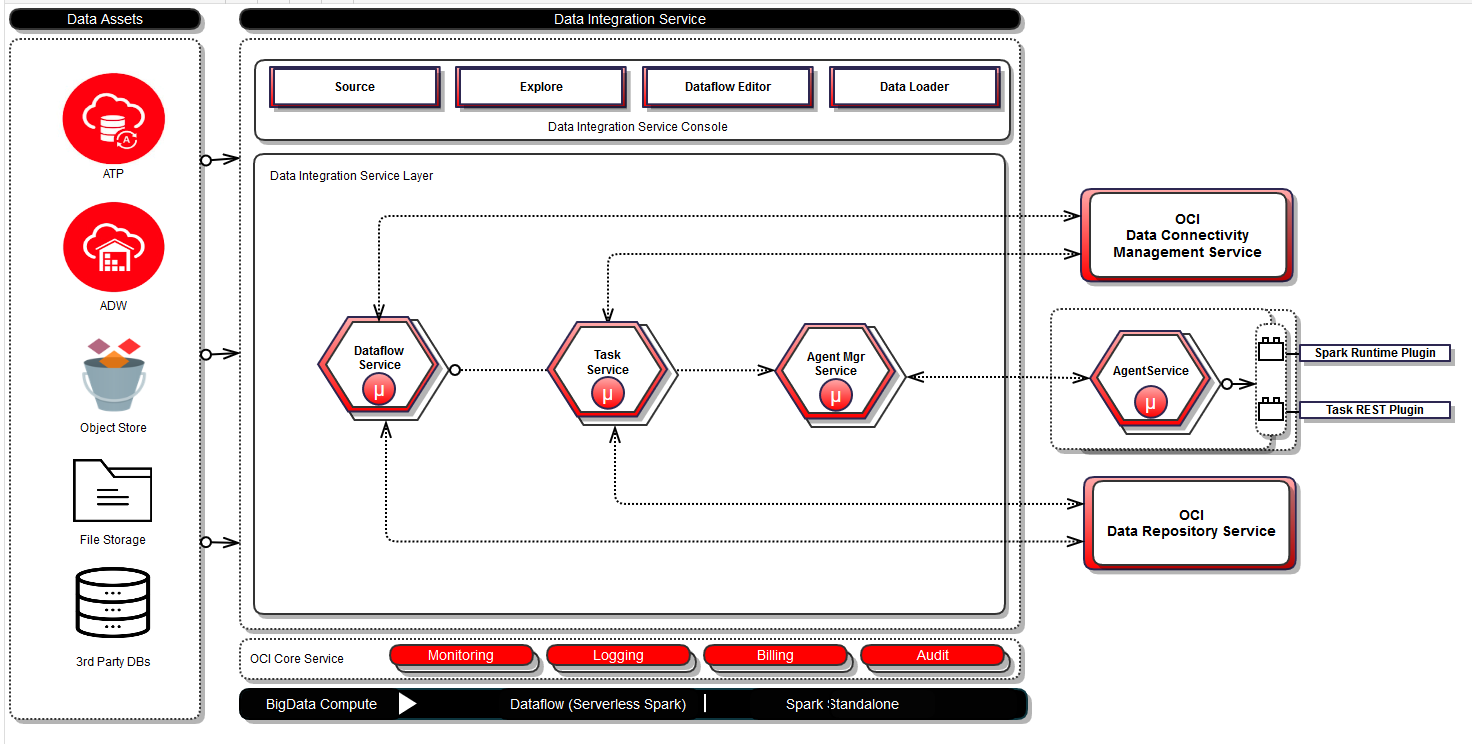 Data Assets
Data Integration Service
ATP
ADW
Object Store
File Storage
3rd Party DBs
Source
Explore
Dataflow Editor
Data Loader
Data Integration Service Console
Data Integration Service Layer
Dataflow
Service
μ
Task
Service
μ
Agent Mgr
Service
μ
OCI
Data Connectivity
Management Service
AgentService
μ
Spark Runtime Plugin
Task REST Plugin
OCI
Data Repository Service
OCI Core Service
Monitoring
Logging
Billing
Audit
BigData Compute
Dataflow (Serverless Spark)
Spark Standalone
A